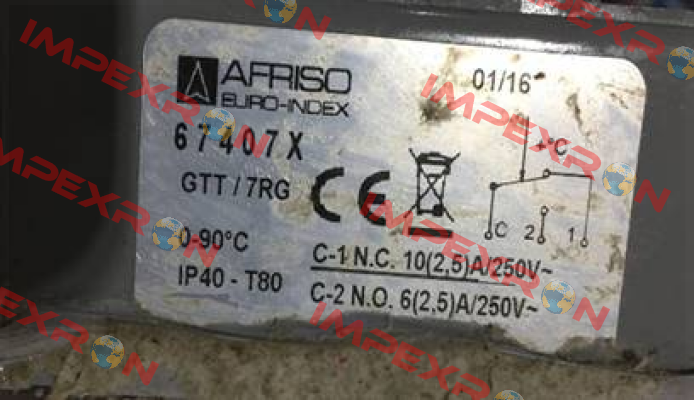 AFRISO
EURO-INDEX
01/16
67407X
GTT / 7RG
CE
+°C
C 2 1
0-90°C
IP40 - T80
C-1 N.C. 10(2,5)A/250V~
C-2 N.O. 6(2,5)A/250V~
IMPEXRON
IMPEXRON
IMPEXRON
IMPEXRON
IMPEXRON
IMPEXRON